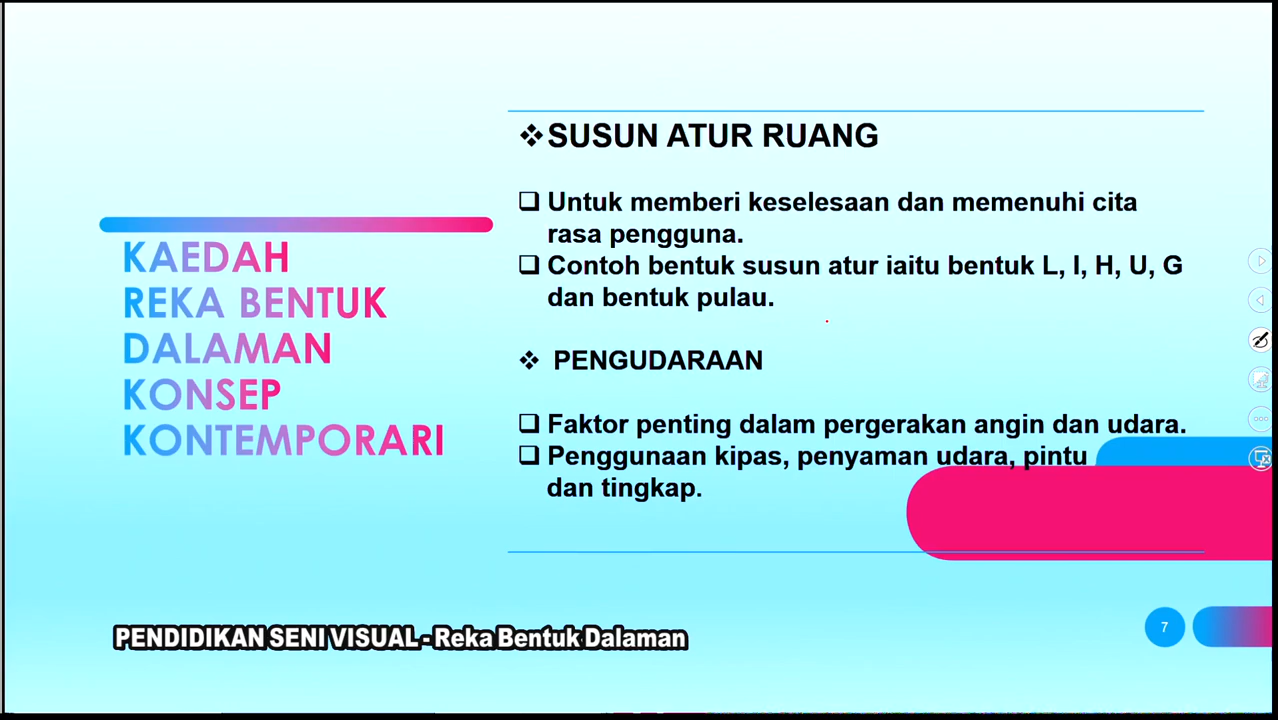 KAEDAH
REKA BENTUK
DALAMAN
KONSEP
KONTEMPORARI
❖SUSUN ATUR RUANG
❑ Untuk memberi keselesaan dan memenuhi cita
rasa pengguna.
❑ Contoh bentuk susun atur iaitu bentuk L, I, H, U, G
dan bentuk pulau.
❖ PENGUDARAAN
❑ Faktor penting dalam pergerakan angin dan udara.
❑ Penggunaan kipas, penyaman udara, pintu
dan tingkap.
PENDIDIKAN SENI VISUAL - Reka Bentuk Dalaman
7